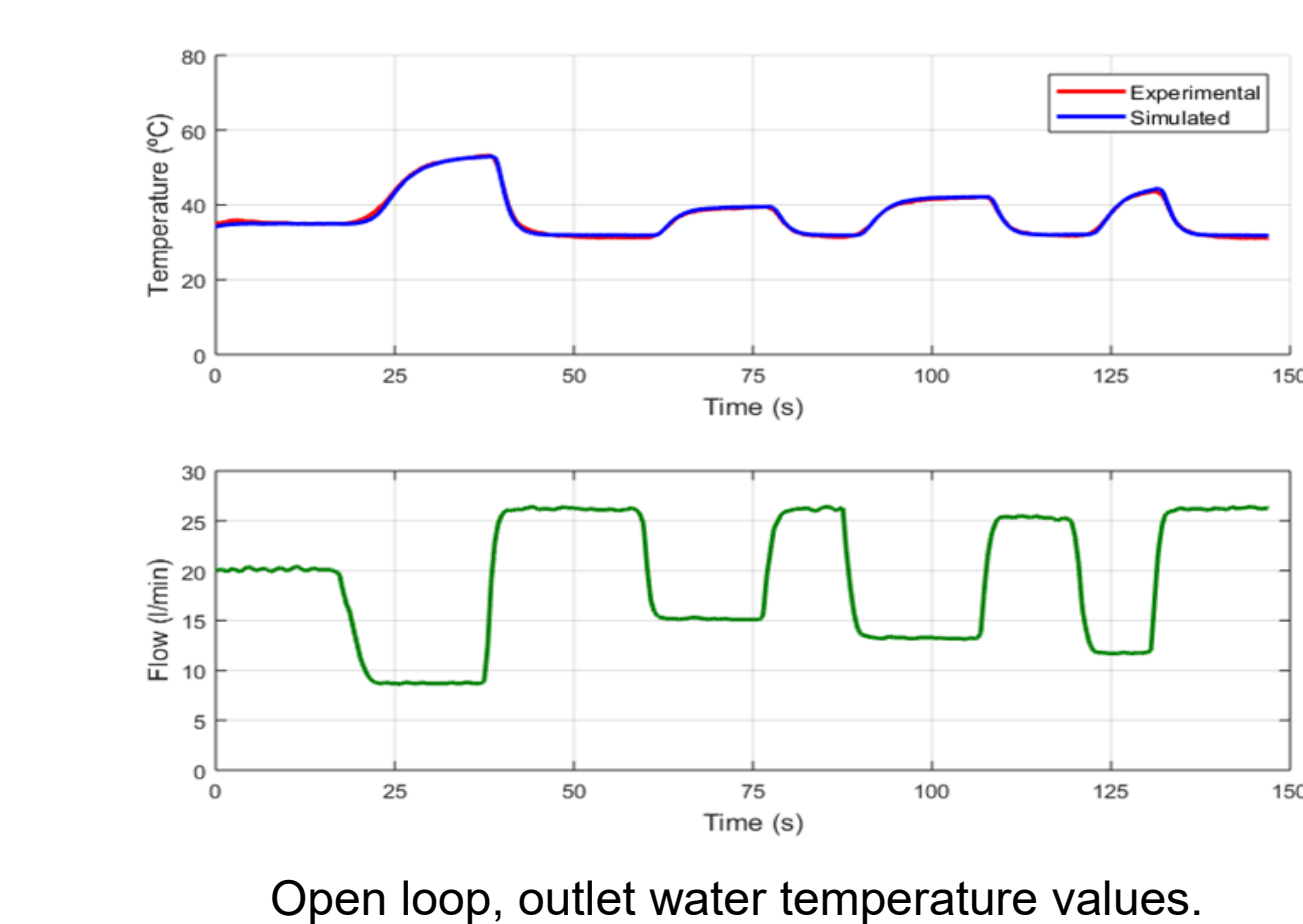 80
60
40
20
0
Temperature (ºC)
Experimental
Simulated
0 25 50 75 100 125 150
Time (s)
30
25
20
15
10
5
0
Flow (l/min)
0 25 50 75 100 125 150
Time (s)
Open loop, outlet water temperature values.